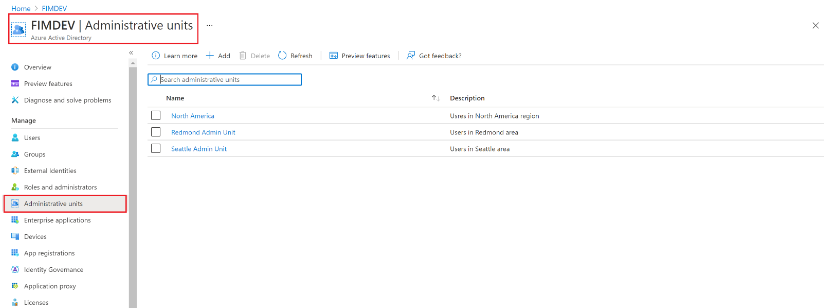 Home > FIMDEV >
FIMDEV | Administrative units ...
Azure Active Directory
Learn more Add Delete Refresh Preview features Got feedback?
Search administrative units
Overview
Preview features
Diagnose and solve problems
Manage
Users
Groups
External Identities
Roles and administrators
Administrative units
Enterprise applications
Devices
App registrations
Identity Governance
Application proxy
Licenses
Name Description
North America Usres in North America region
Redmond Admin Unit Users in Redmond area
Seattle Admin Unit Users in Seattle area